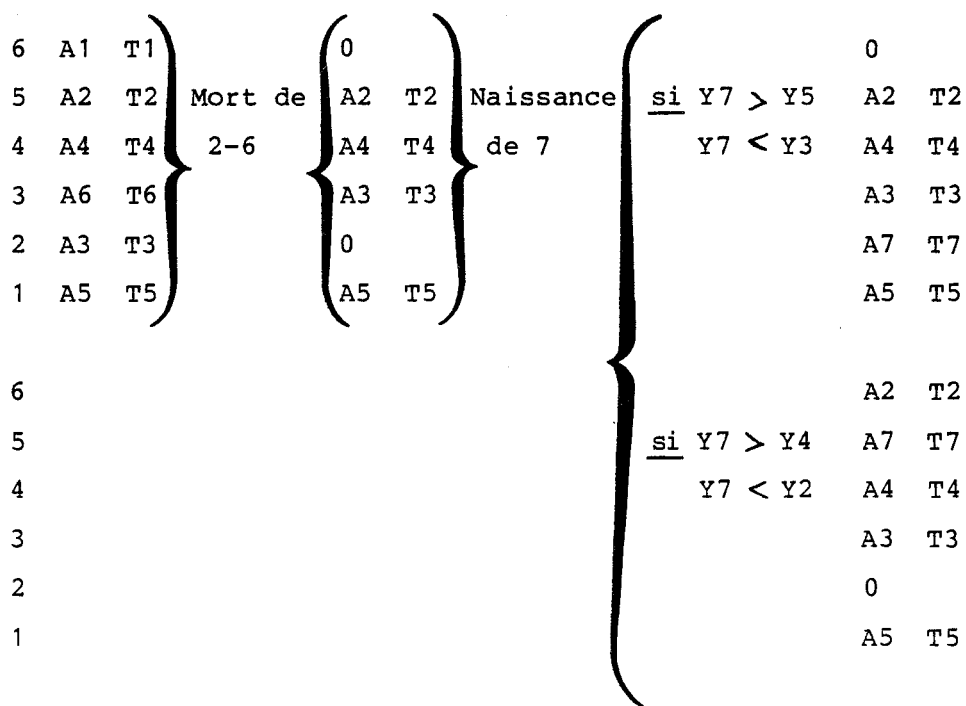 6 A1 T1 0 0
5 A2 T2 Mort de A2 T2 Naissance si Y7 > Y5 A2 T2
4 A4 T4 2-6 A4 T4 de 7 Y7 < Y3 A4 T4
3 A6 T6 A3 T3 A3 T3
2 A3 T3 0 A7 T7
1 A5 T5 A5 T5 A5 T5
6 A2 T2
5 si Y7 > Y4 A7 T7
4 Y7 < Y2 A4 T4
3 A3 T3
2 0
1 A5 T5